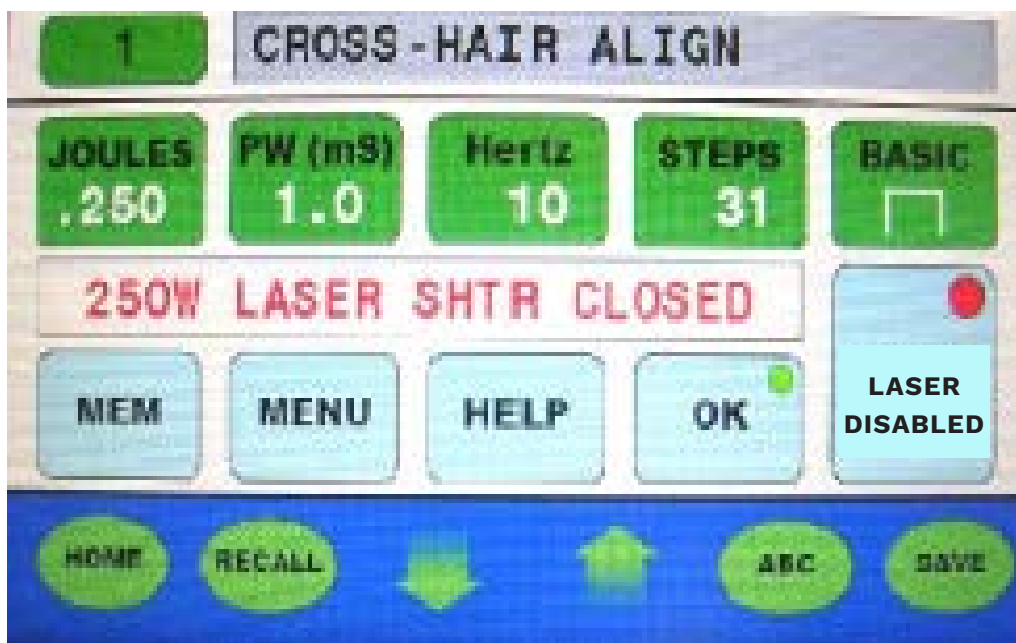 1 CROSS-HAIR ALIGN
JOULES PW (mS) Hertz STEPS BASIC
.250 1.0 10 31
250W LASER SHTR CLOSED
MEM MENU HELP OK LASER
DISABLED
HOME RECALL ABC SAVE